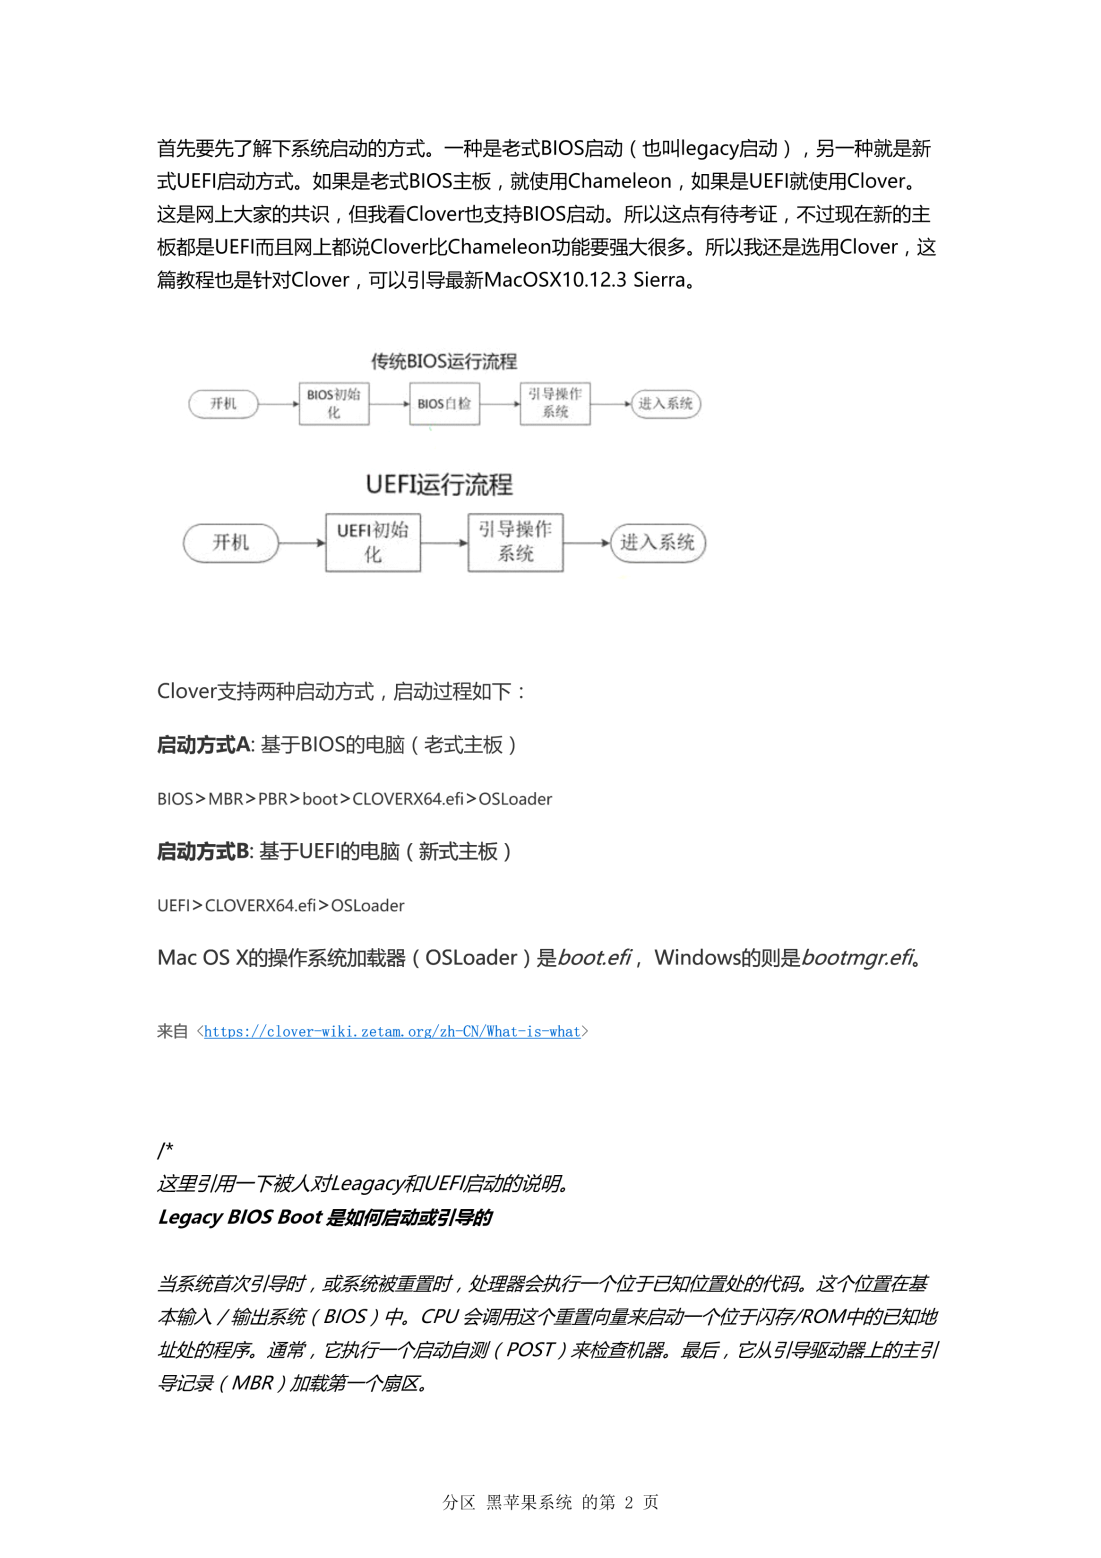 首先要先了解下系统启动的方式。一种是老式BIOS启动（也叫legacy启动），另一种就是新
式UEFI启动方式。如果是老式BIOS主板，就使用Chameleon，如果是UEFI就使用Clover。
这是网上大家的共识，但我看Clover也支持BIOS启动。所以这点有待考证，不过现在新的主
板都是UEFI而且网上都说Clover比Chameleon功能要强大很多。所以我还是选用Clover，这
篇教程也是针对Clover，可以引导最新MacOSX10.12.3 Sierra。
传统BIOS运行流程
开机
BIOS初始
化
BIOS自检
引导操作
系统
进入系统
UEFI运行流程
开机
UEFI初始
化
引导操作
系统
进入系统
Clover支持两种启动方式，启动过程如下：
启动方式A: 基于BIOS的电脑（老式主板）
BIOS>MBR>PBR>boot>CLOVERX64.efi>OSLoader
启动方式B: 基于UEFI的电脑（新式主板）
UEFI>CLOVERX64.efi>OSLoader
Mac OS X的操作系统加载器（OSLoader）是boot.efi， Windows的则是bootmgr.efi。
来自 <https://clover-wiki.zetam.org/zh-CN/What-is-what>
/*
这里引用一下被人对Leagacy和UEFI启动的说明。
Legacy BIOS Boot 是如何启动或引导的
当系统首次引导时，或系统被重置时，处理器会执行一个位于已知位置处的代码。这个位置在基
本输入／输出系统（BIOS）中。CPU 会调用这个重置向量来启动一个位于闪存/ROM中的已知地
址处的程序。通常，它执行一个启动自测（POST）来检查机器。最后，它从引导驱动器上的主引
导记录（MBR）加载第一个扇区。
分区 黑苹果系统 的第 2 页